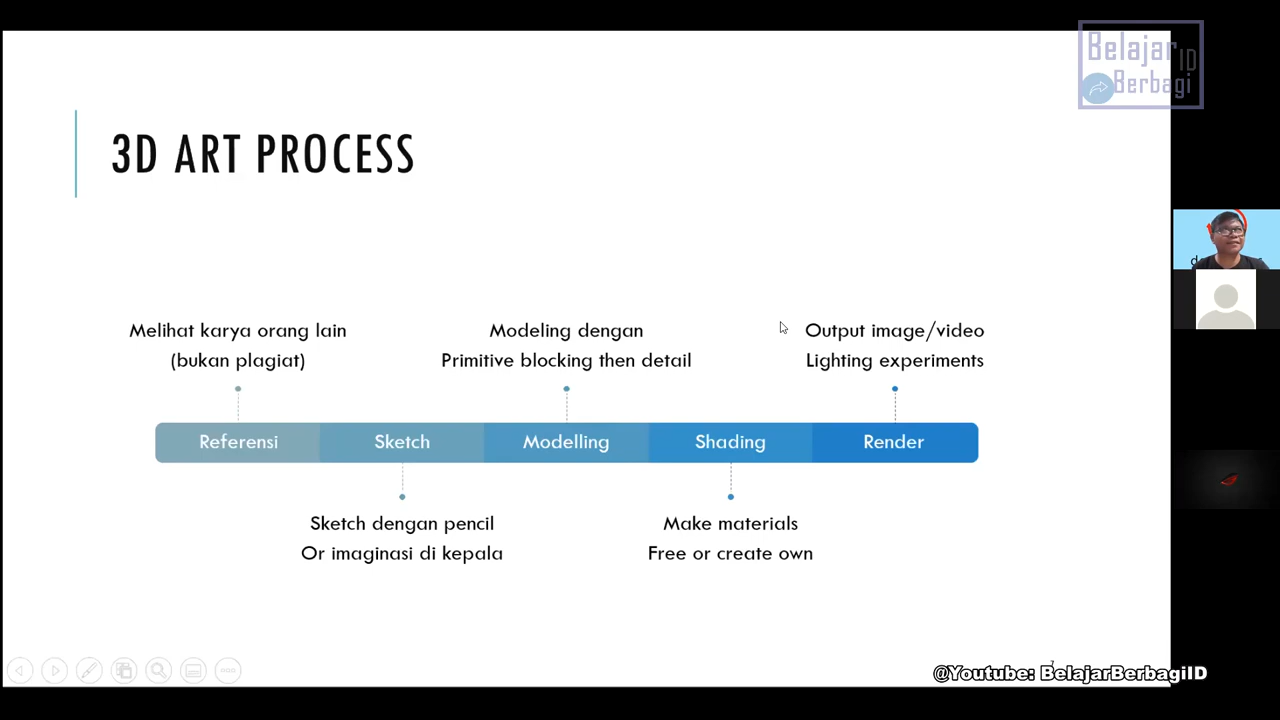 Belajar
ID
Berbagi
3D ART PROCESS
Melihat karya orang lain
(bukan plagiat)
Modeling dengan
Primitive blocking then detail
Output image/video
Lighting experiments
Referensi
Sketch
Modelling
Shading
Render
Sketch dengan pencil
Or imaginasi di kepala
Make materials
Free or create own
@Youtube: BelajarBerbagiID